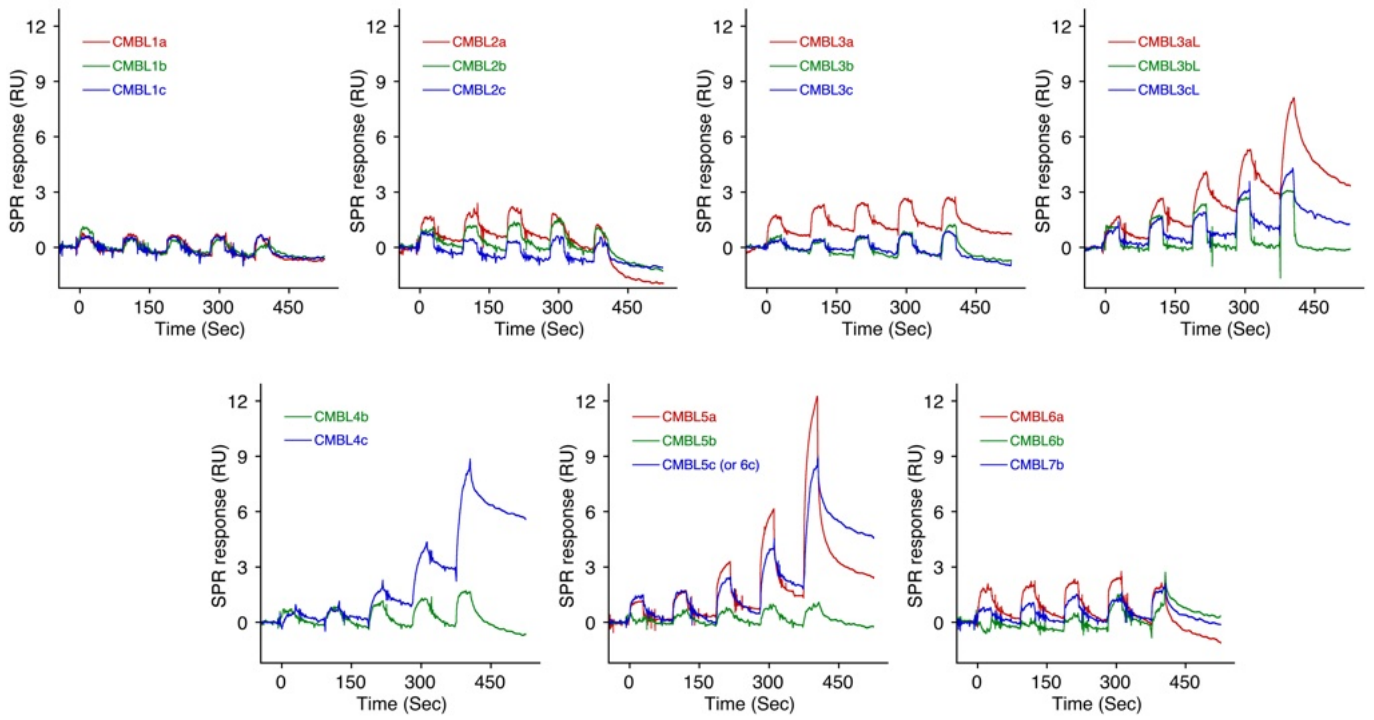 12
9
6
3
0
SPR response (RU)
CMBL1a
CMBL1b
CMBL1c
0 150 300 450
Time (Sec)
12
9
6
3
0
SPR response (RU)
CMBL2a
CMBL2b
CMBL2c
0 150 300 450
Time (Sec)
12
9
6
3
0
SPR response (RU)
CMBL3a
CMBL3b
CMBL3c
0 150 300 450
Time (Sec)
12
9
6
3
0
SPR response (RU)
CMBL3aL
CMBL3bL
CMBL3cL
0 150 300 450
Time (Sec)
12
9
6
3
0
SPR response (RU)
CMBL4b
CMBL4c
0 150 300 450
Time (Sec)
12
9
6
3
0
SPR response (RU)
CMBL5a
CMBL5b
CMBL5c (or 6c)
0 150 300 450
Time (Sec)
12
9
6
3
0
SPR response (RU)
CMBL6a
CMBL6b
CMBL7b
0 150 300 450
Time (Sec)